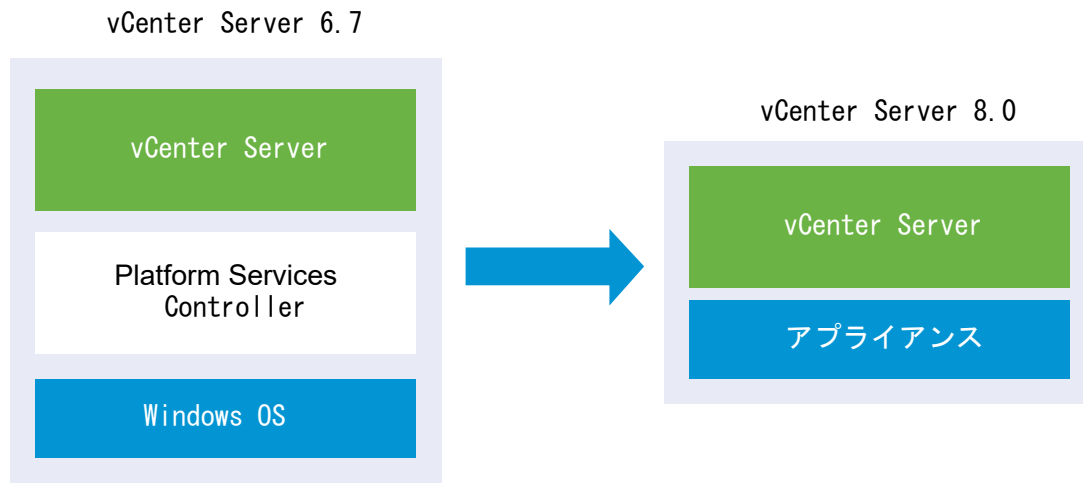 vCenter Server 6.7
vCenter Server
Platform Services
Controller
Windows OS
vCenter Server 8.0
vCenter Server
アプライアンス